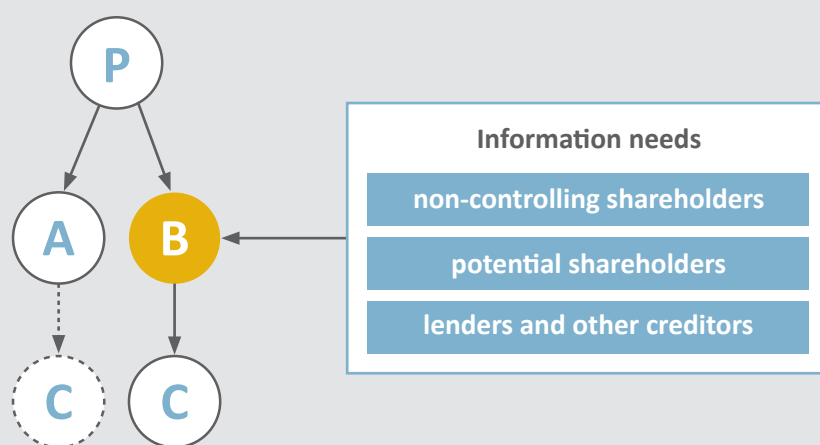 P
A
B
C
C
Information needs
non-controlling shareholders
potential shareholders
lenders and other creditors